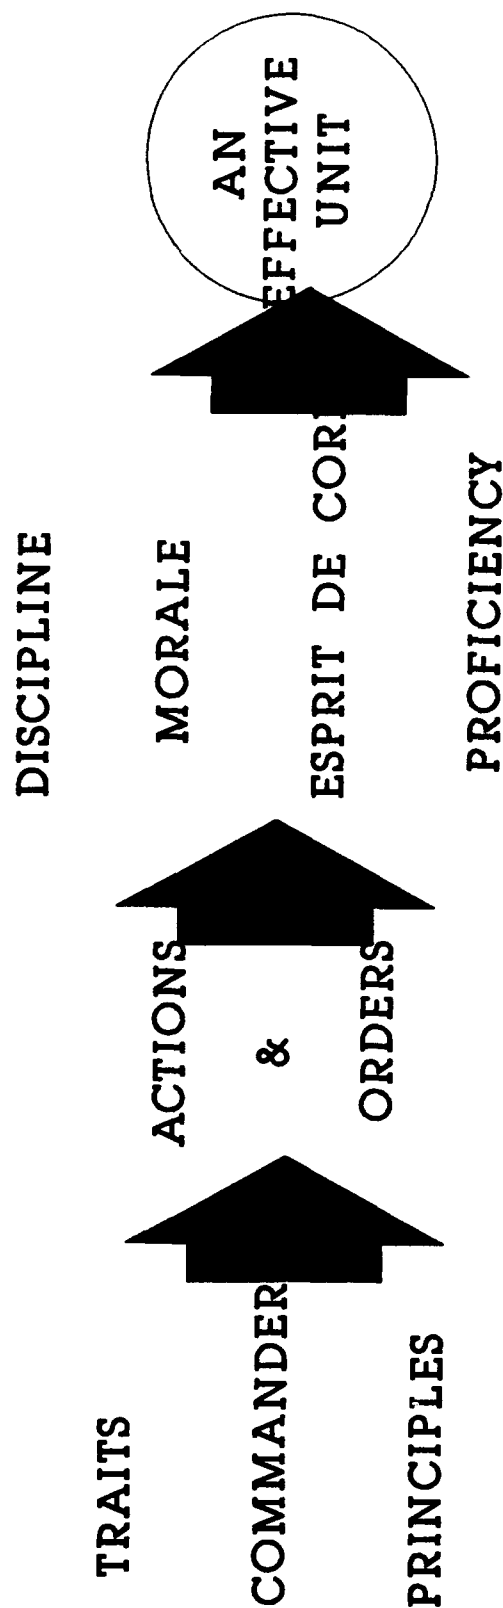 TRAITS
COMMANDER
PRINCIPLES
ACTIONS
&
ORDERS
DISCIPLINE
MORALE
ESPRIT DE COR
PROFICIENCY
AN
EFFECTIVE
UNIT